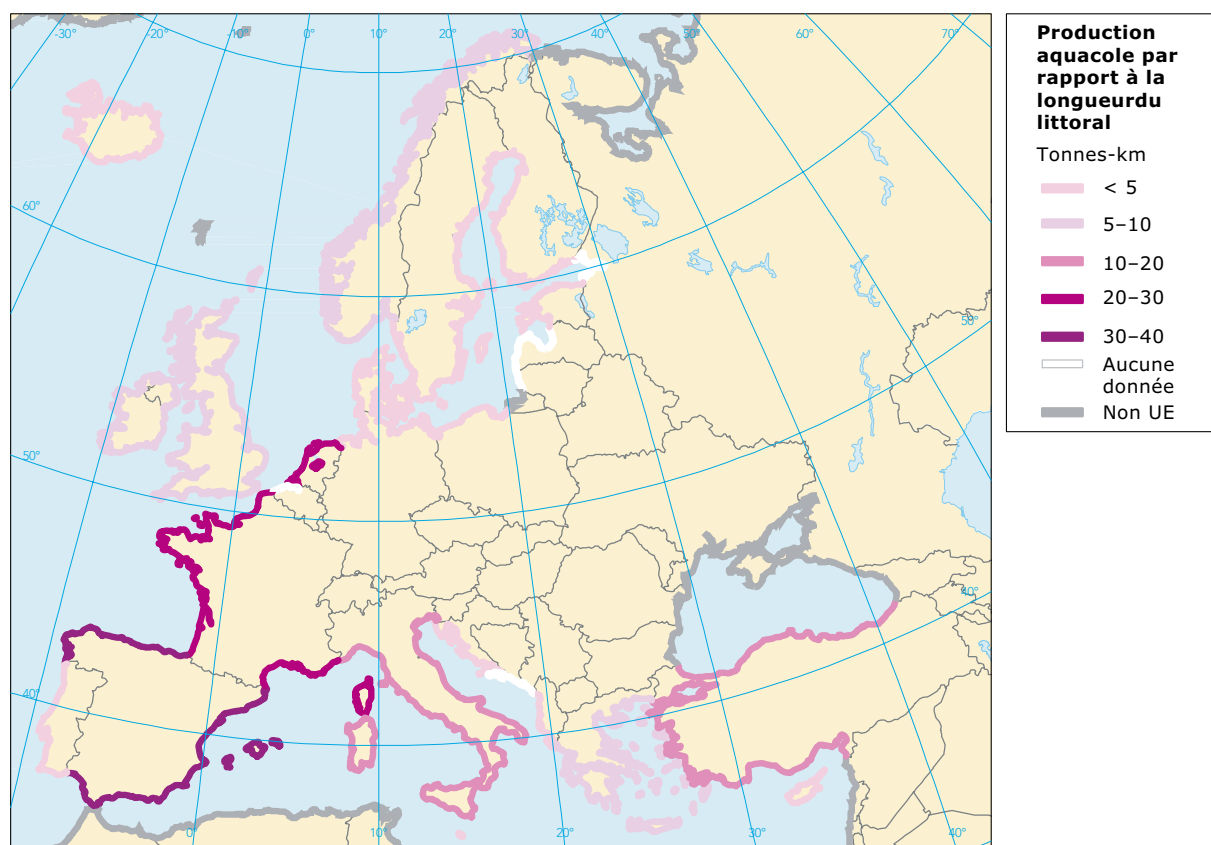 -30°
-20°
-10°
0°
10°
20°
30°
40°
50°
60°
70°
60°
50°
50°
40°
40°
0°
10°
20°
30°
40°
Production
aquacole par
rapport à la
longueurdu
littoral
Tonnes-km
< 5
5–10
10–20
20–30
30–40
Aucune
donnée
Non UE